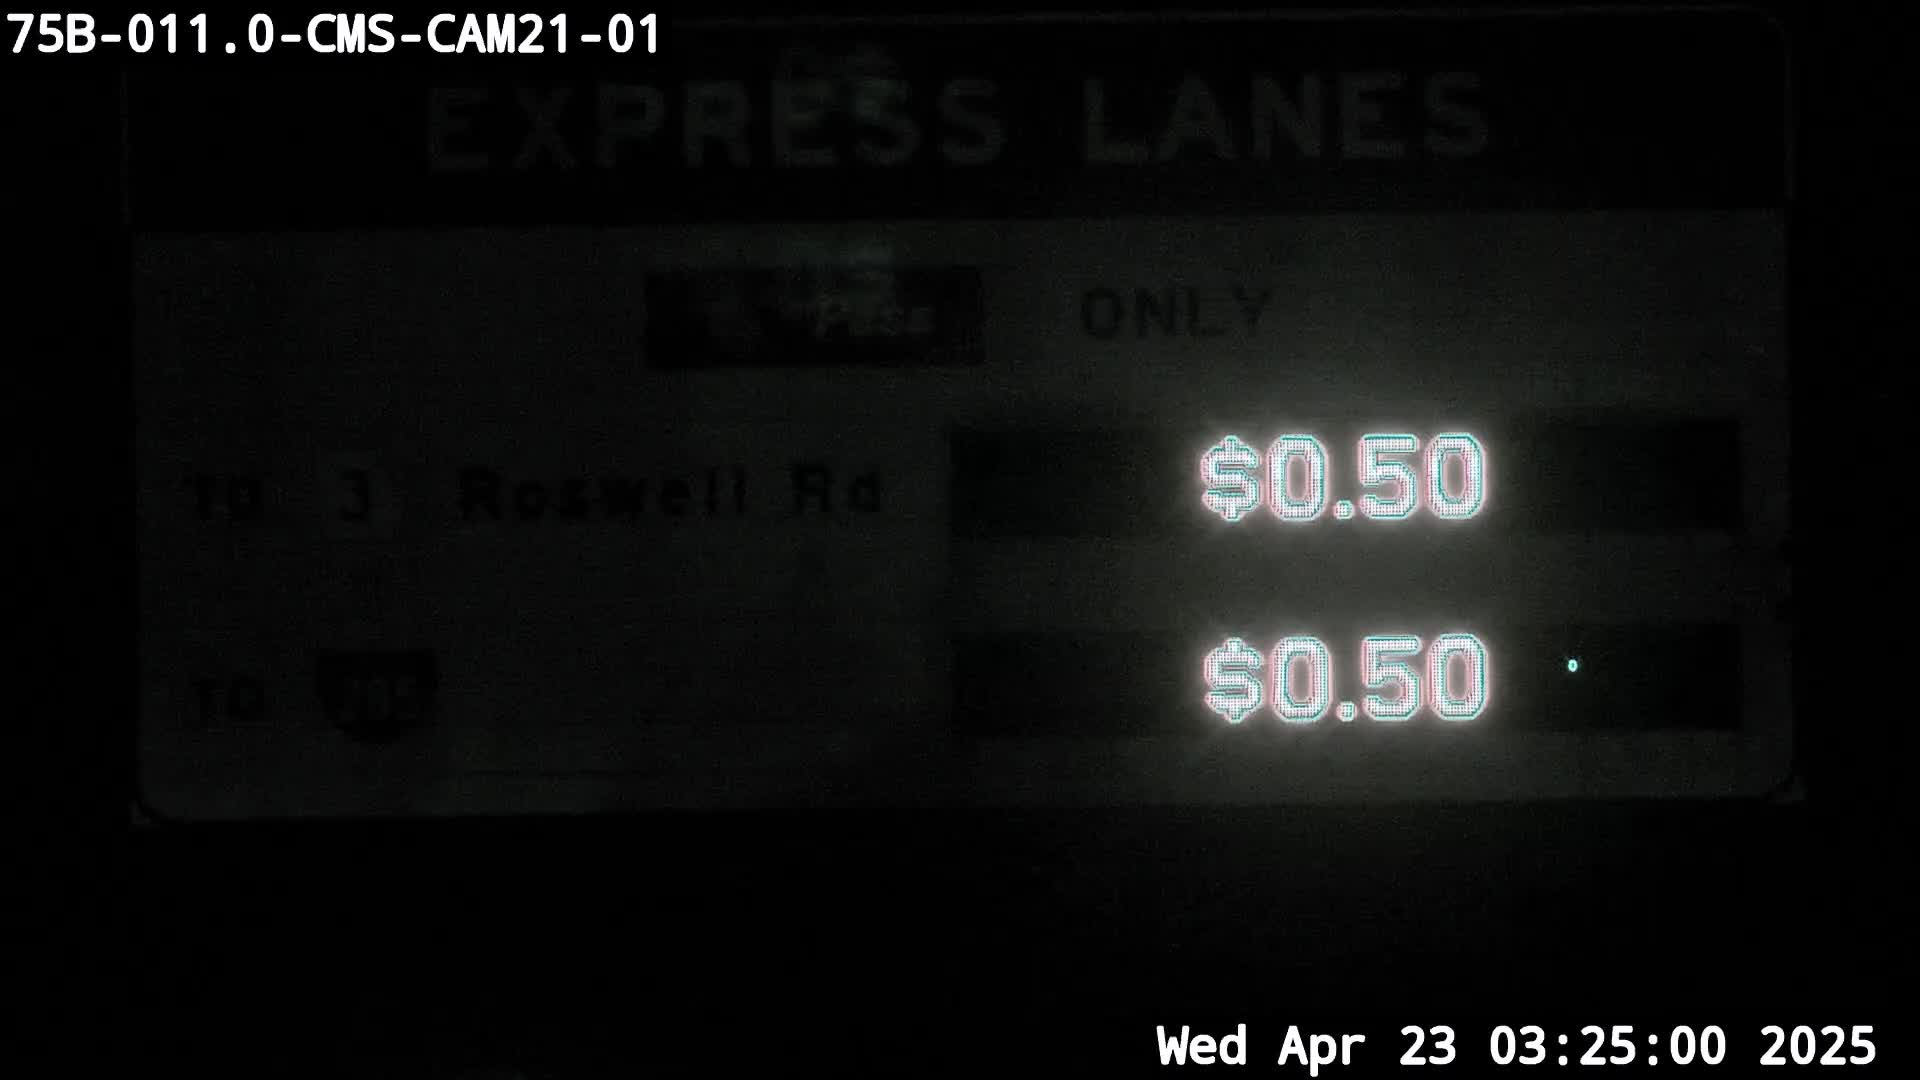 75B-011.0-CMS-CAM21-01
EXPRESS LANES
Pass ONLY
TO 3 Roswell Rd $0.50
TO $0.50
Wed Apr 23 03:25:00 2025